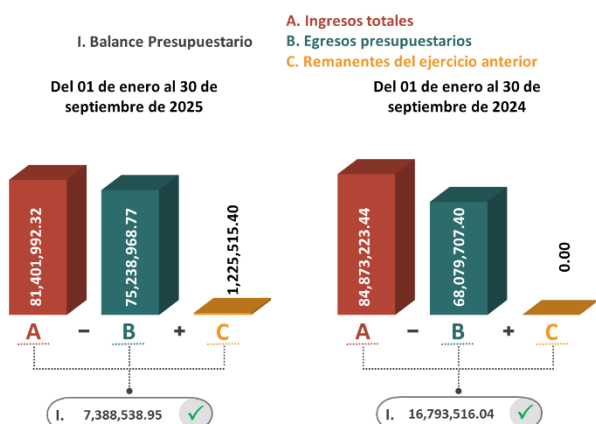 I. Balance Presupuestario
A. Ingresos totales
B. Egresos presupuestarios
C. Remanentes del ejercicio anterior
Del 01 de enero al 30 de
septiembre de 2025
81,401,992.32
75,238,968.77
1,225,515.40
A – B + C
I. 7,388,538.95
Del 01 de enero al 30 de
septiembre de 2024
84,873,223.44
68,079,707.40
0.00
A – B + C
I. 16,793,516.04